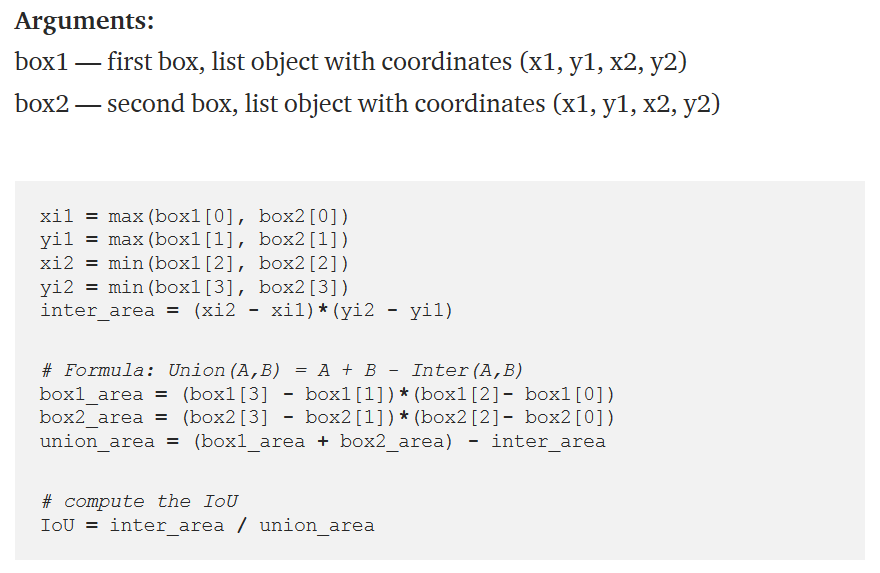 Arguments:
box1 — first box, list object with coordinates (x1, y1, x2, y2)
box2 — second box, list object with coordinates (x1, y1, x2, y2)
xi1 = max(box1[0], box2[0])
yi1 = max(box1[1], box2[1])
xi2 = min(box1[2], box2[2])
yi2 = min(box1[3], box2[3])
inter_area = (xi2 - xi1)*(yi2 - yi1)
# Formula: Union(A,B) = A + B - Inter(A,B)
box1_area = (box1[3] - box1[1])*(box1[2]- box1[0])
box2_area = (box2[3] - box2[1])*(box2[2]- box2[0])
union_area = (box1_area + box2_area) - inter_area
# compute the IoU
IoU = inter_area / union_area